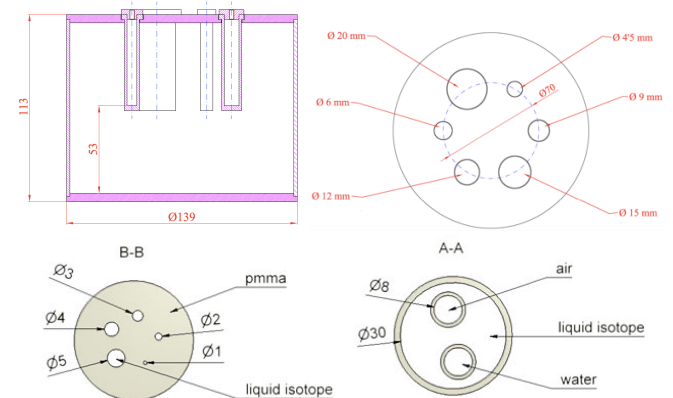 113
53
Ø139
Ø 20 mm
Ø 4'5 mm
Ø70
Ø 6 mm
Ø 9 mm
Ø 12 mm
Ø 15 mm
B-B
Ø3
pmma
Ø4
Ø2
Ø5
Ø1
liquid isotope
A-A
air
Ø8
Ø30
liquid isotope
water